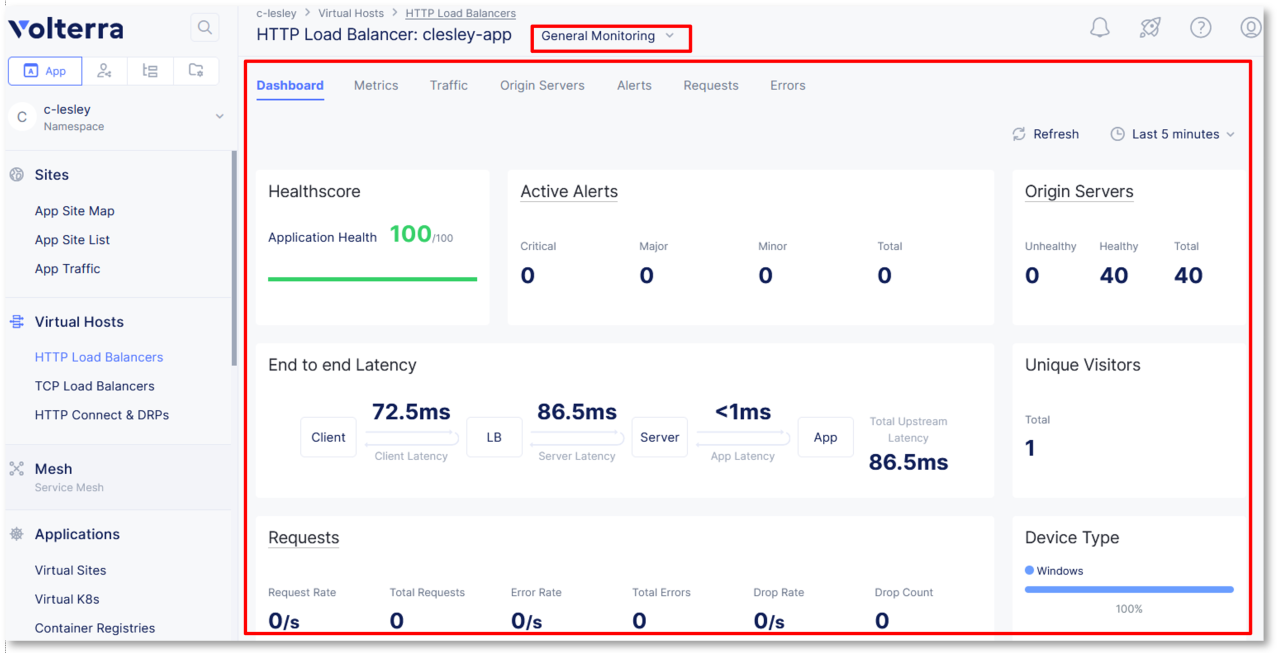 Volterra
App
C
c-lesley
Namespace
Sites
App Site Map
App Site List
App Traffic
Virtual Hosts
HTTP Load Balancers
TCP Load Balancers
HTTP Connect & DRPs
Mesh
Service Mesh
Applications
Virtual Sites
Virtual K8s
Container Registries
c-lesley > Virtual Hosts > HTTP Load Balancers
HTTP Load Balancer: clesley-app General Monitoring
Dashboard Metrics Traffic Origin Servers Alerts Requests Errors
Refresh Last 5 minutes
Healthscore
Application Health 100/100
Active Alerts
Critical Major Minor Total
0 0 0 0
Origin Servers
Unhealthy Healthy Total
0 40 40
End to end Latency
72.5ms 86.5ms <1ms
Client LB Server App
Client Latency Server Latency App Latency
Total Upstream
Latency
86.5ms
Unique Visitors
Total
1
Requests
Request Rate Total Requests Error Rate Total Errors Drop Rate Drop Count
0/s 0 0/s 0 0/s 0
Device Type
Windows
100%